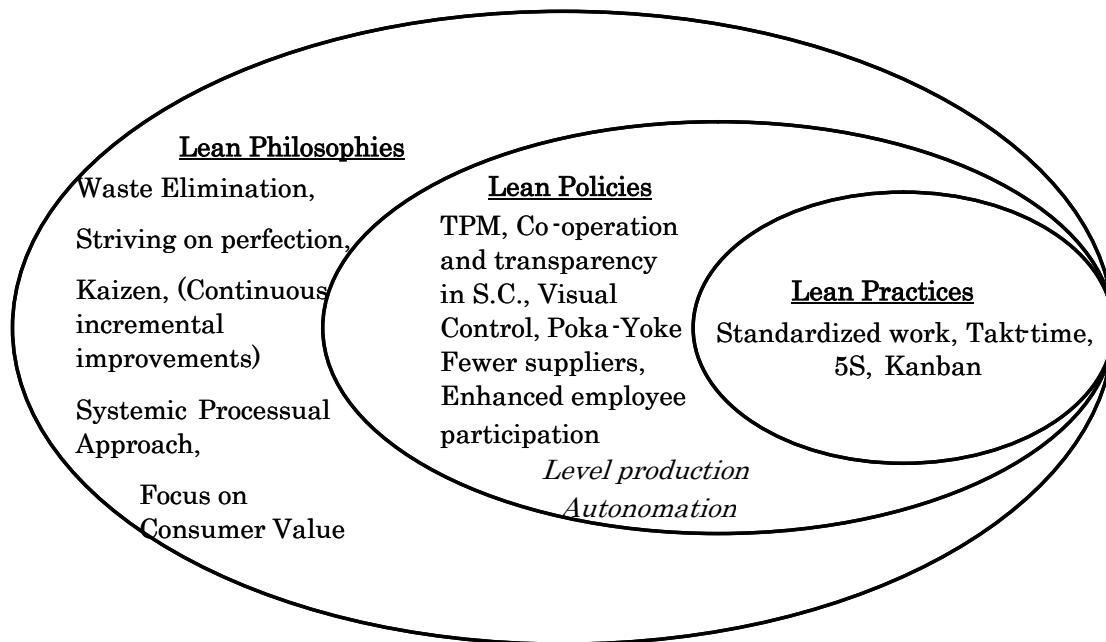 Lean Philosophies
Waste Elimination,
Striving on perfection,
Kaizen, (Continuous
incremental
improvements)
Systemic Processual
Approach,
Focus on
Consumer Value
Lean Policies
TPM, Co-operation
and transparency
in S.C., Visual
Control, Poka-Yoke
Fewer suppliers,
Enhanced employee
participation
Level production
Autonomation
Lean Practices
Standardized work, Takt-time,
5S, Kanban